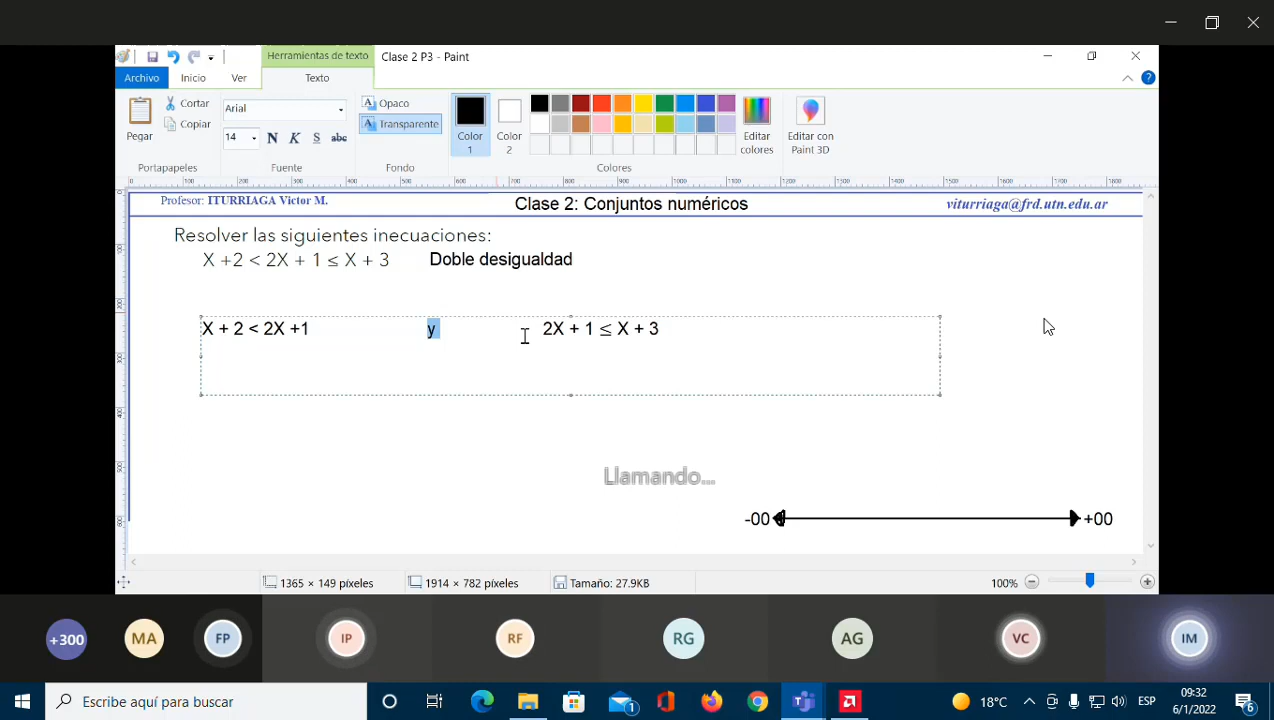 Herramientas de texto
Clase 2 P3 - Paint
Archivo
Inicio
Ver
Texto
Pegar
Cortar
Copiar
Portapapeles
Arial
14
N K S abc
Fuente
Opaco
Transparente
Fondo
Color 1
Color 2
Colores
Editar colores
Editar con Paint 3D
Profesor: ITURRIAGA Victor M.
Clase 2: Conjuntos numéricos
viturriaga@frd.utn.edu.ar
Resolver las siguientes inecuaciones:
X +2 < 2X + 1 ≤ X + 3 Doble desigualdad
X + 2 < 2X +1 y 2X + 1 ≤ X + 3
Llamando...
-00 +00
1365 × 149 píxeles
1914 × 782 píxeles
Tamaño: 27.9KB
100%
+300 MA FP IP RF RG AG VC IM
Escribe aquí para buscar
1
18°C
ESP
09:32
6/1/2022
6